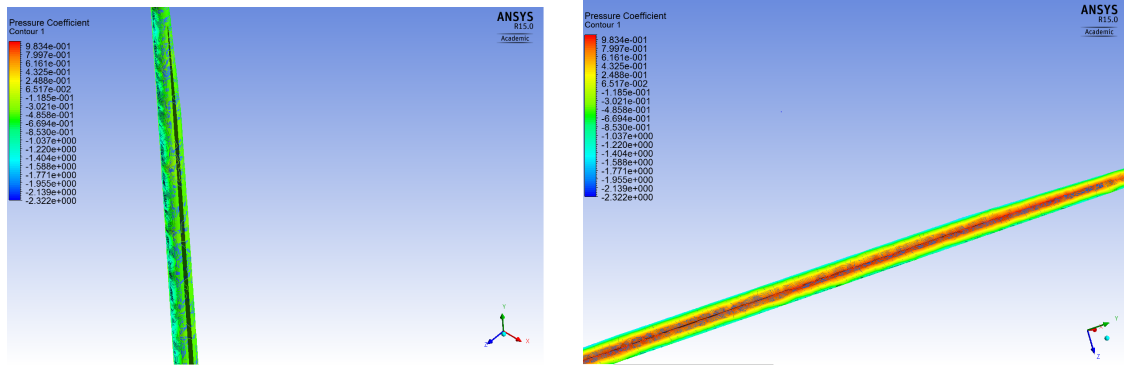 Pressure Coefficient
Contour 1
9.834e-001
7.997e-001
6.161e-001
4.325e-001
2.488e-001
6.517e-002
-1.185e-001
-3.021e-001
-4.858e-001
-6.694e-001
-8.530e-001
-1.037e+000
-1.220e+000
-1.404e+000
-1.588e+000
-1.771e+000
-1.955e+000
-2.139e+000
-2.322e+000
ANSYS
R15.0
Academic
Y
X
Z
Pressure Coefficient
Contour 1
9.834e-001
7.997e-001
6.161e-001
4.325e-001
2.488e-001
6.517e-002
-1.185e-001
-3.021e-001
-4.858e-001
-6.694e-001
-8.530e-001
-1.037e+000
-1.220e+000
-1.404e+000
-1.588e+000
-1.771e+000
-1.955e+000
-2.139e+000
-2.322e+000
ANSYS
R15.0
Academic
Y
Z